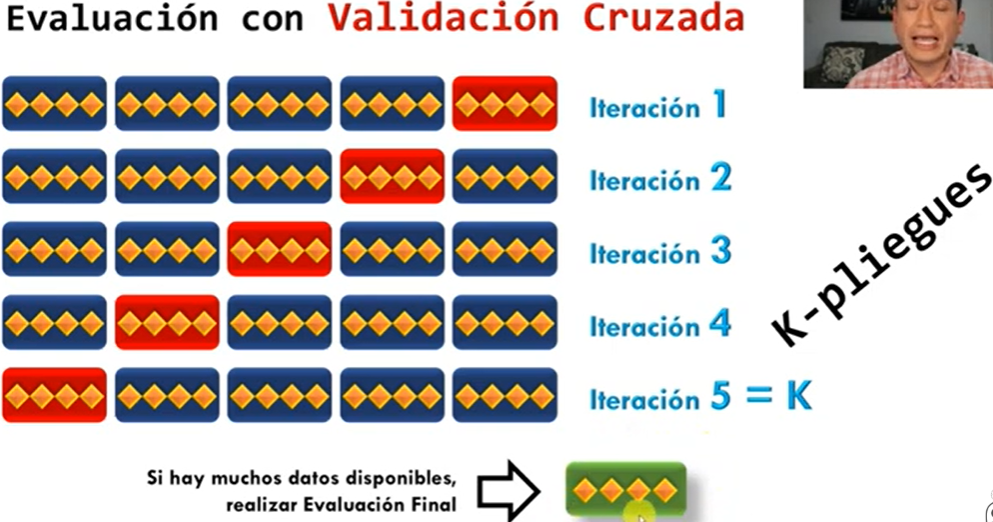 Evaluación con Validación Cruzada
Iteración 1
Iteración 2
Iteración 3
Iteración 4
Iteración 5 = K
K-pliegues
Si hay muchos datos disponibles,
realizar Evaluación Final